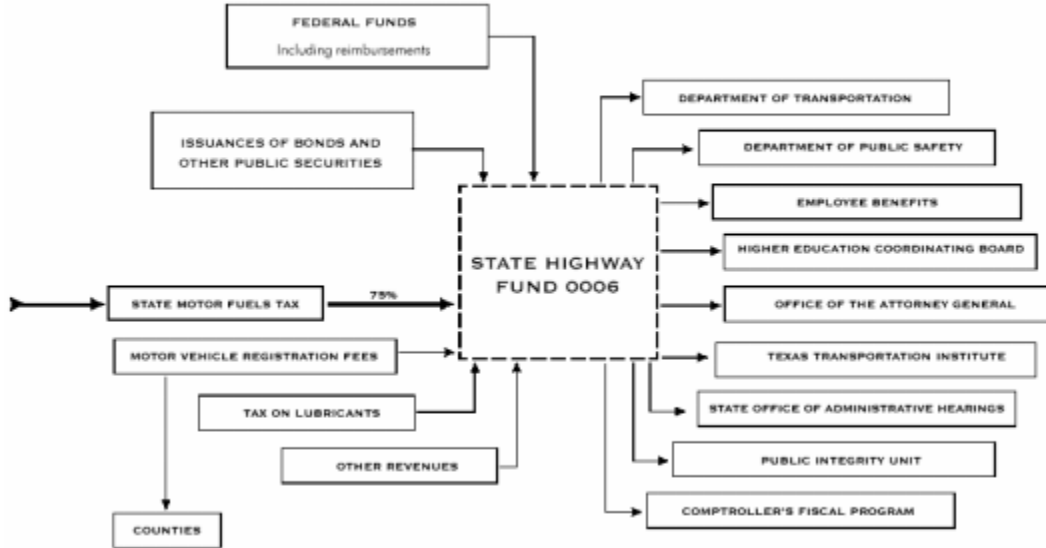 FEDERAL FUNDS
Including reimbursements
ISSUANCES OF BONDS AND
OTHER PUBLIC SECURITIES
STATE MOTOR FUELS TAX
75%
MOTOR VEHICLE REGISTRATION FEES
TAX ON LUBRICANTS
OTHER REVENUES
COUNTIES
STATE HIGHWAY
FUND 0006
DEPARTMENT OF TRANSPORTATION
DEPARTMENT OF PUBLIC SAFETY
EMPLOYEE BENEFITS
HIGHER EDUCATION COORDINATING BOARD
OFFICE OF THE ATTORNEY GENERAL
TEXAS TRANSPORTATION INSTITUTE
STATE OFFICE OF ADMINISTRATIVE HEARINGS
PUBLIC INTEGRITY UNIT
COMPTROLLER'S FISCAL PROGRAM